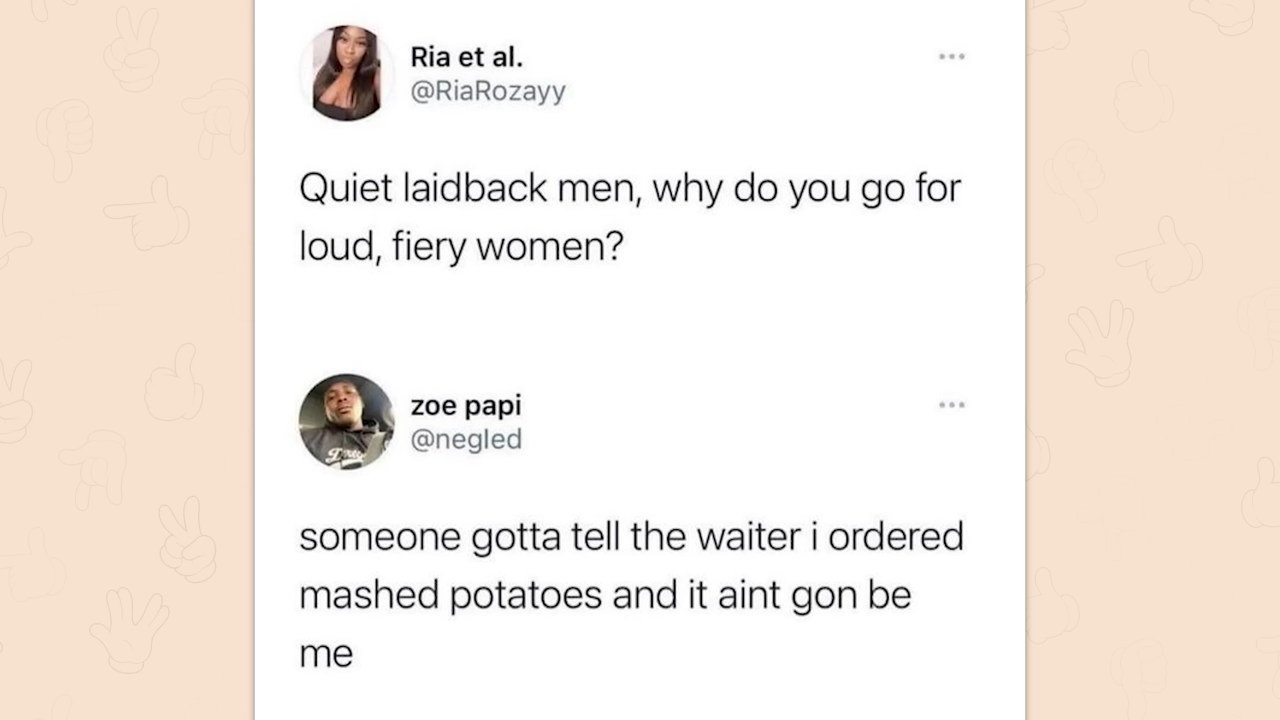 Ria et al.
@RiaRozayy
Quiet laidback men, why do you go for
loud, fiery women?
zoe papi
@negled
someone gotta tell the waiter i ordered
mashed potatoes and it aint gon be
me